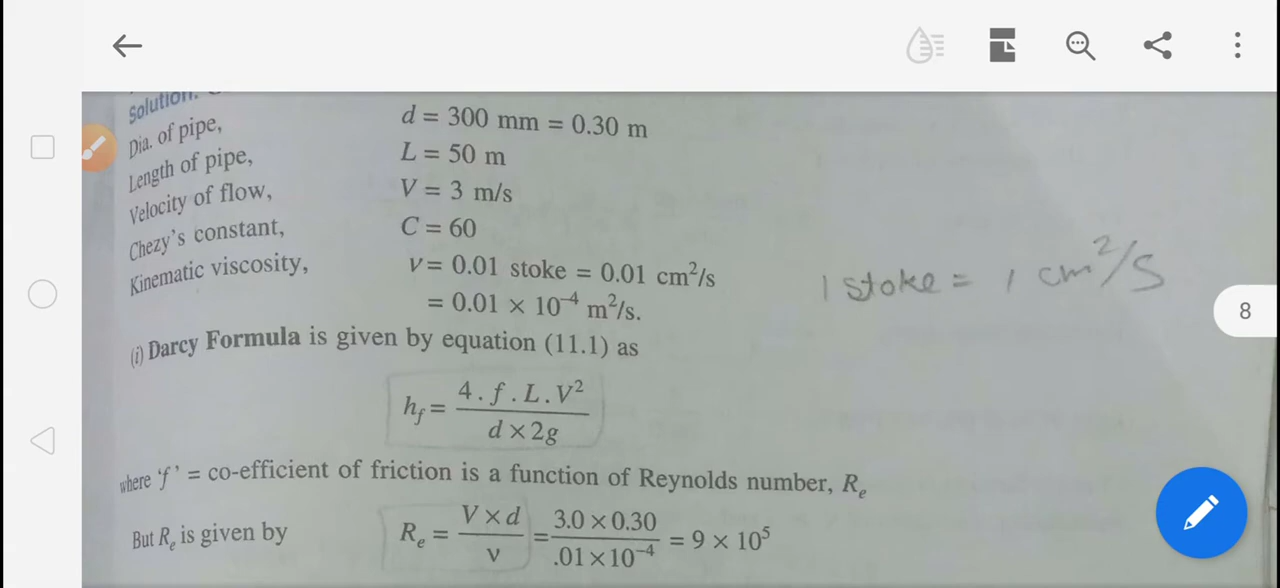 Solution.
Dia. of pipe, d = 300 mm = 0.30 m
Length of pipe, L = 50 m
Velocity of flow, V = 3 m/s
Chezy's constant, C = 60
Kinematic viscosity, ν = 0.01 stoke = 0.01 cm²/s
= 0.01 × 10⁻⁴ m²/s.
1 stoke = 1 cm²/s
8
(i) Darcy Formula is given by equation (11.1) as
h_f = 4 . f . L . V² / d × 2g
where 'f' = co-efficient of friction is a function of Reynolds number, R_e
But R_e is given by R_e = V × d / ν = 3.0 × 0.30 / .01 × 10⁻⁴ = 9 × 10⁵